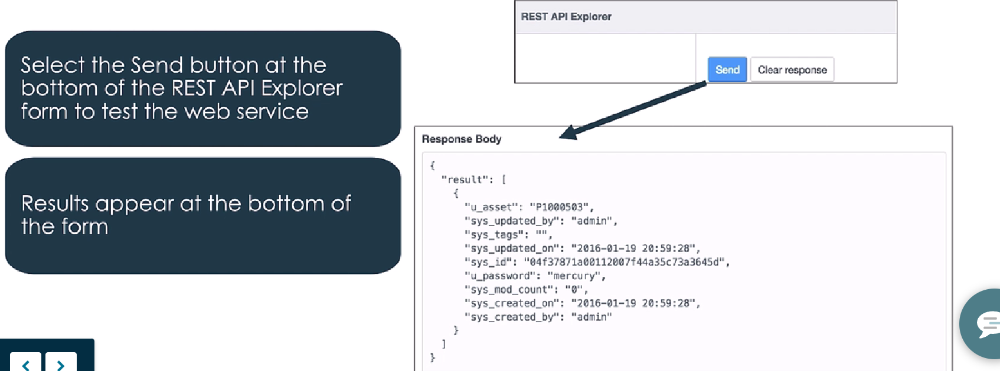 Select the Send button at the
bottom of the REST API Explorer
form to test the web service
Results appear at the bottom of
the form
REST API Explorer
Send
Clear response
Response Body
{
"result": [
{
"u_asset": "P1000503",
"sys_updated_by": "admin",
"sys_tags": "",
"sys_updated_on": "2016-01-19 20:59:28",
"sys_id": "04f37871a00112007f44a35c73a3645d",
"u_password": "mercury",
"sys_mod_count": "0",
"sys_created_on": "2016-01-19 20:59:28",
"sys_created_by": "admin"
}
]
}